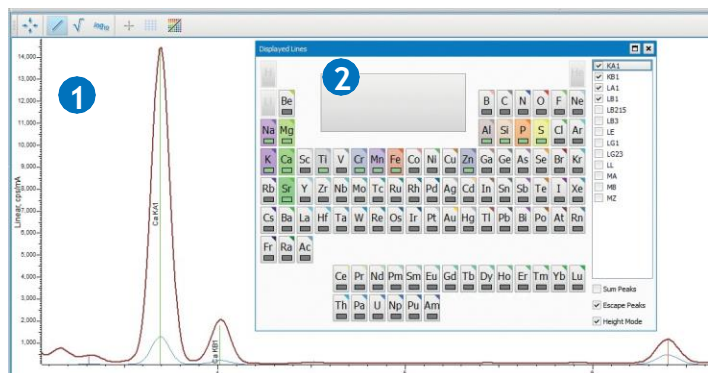 log10
1
Linear, cps/mA
14,000
13,000
12,000
11,000
10,000
9,000
8,000
7,000
6,000
5,000
4,000
3,000
2,000
1,000
Ca KA1
Ca KB1
Displayed Lines
2
Be B C N O F Ne
Na Mg Al Si P S Cl Ar
K Ca Sc Ti V Cr Mn Fe Co Ni Cu Zn Ga Ge As Se Br Kr
Rb Sr Y Zr Nb Mo Tc Ru Rh Pd Ag Cd In Sn Sb Te I Xe
Cs Ba La Hf Ta W Re Os Ir Pt Au Hg Tl Pb Bi Po At Rn
Fr Ra Ac
Ce Pr Nd Pm Sm Eu Gd Tb Dy Ho Er Tm Yb Lu
Th Pa U Np Pu Am
KA1
KB1
LA1
LB1
LB215
LB3
LE
LG1
LG23
LL
MA
MB
MZ
Sum Peaks
Escape Peaks
Height Mode